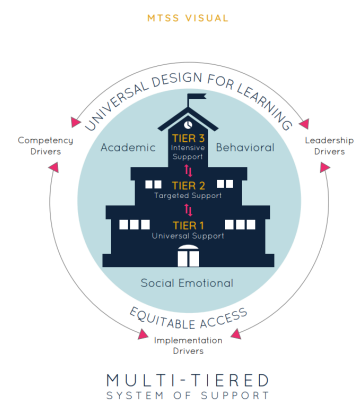 MTSS VISUAL
UNIVERSAL DESIGN FOR LEARNING
Competency
Drivers
Leadership
Drivers
Academic
Behavioral
TIER 3
Intensive
Support
TIER 2
Targeted Support
TIER 1
Universal Support
Social Emotional
EQUITABLE ACCESS
Implementation
Drivers
MULTI-TIERED
SYSTEM OF SUPPORT